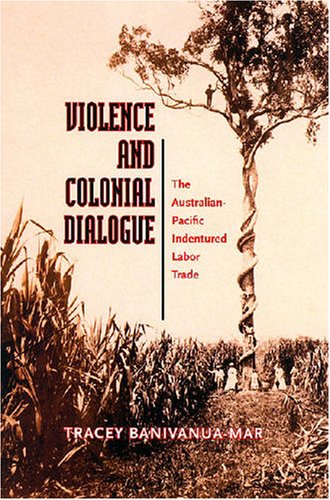 VIOLENCE
AND
COLONIAL
DIALOGUE
The
Australian-
Pacific
Indentured
Labor
Trade
TRACEY BANIVANUA-MAR